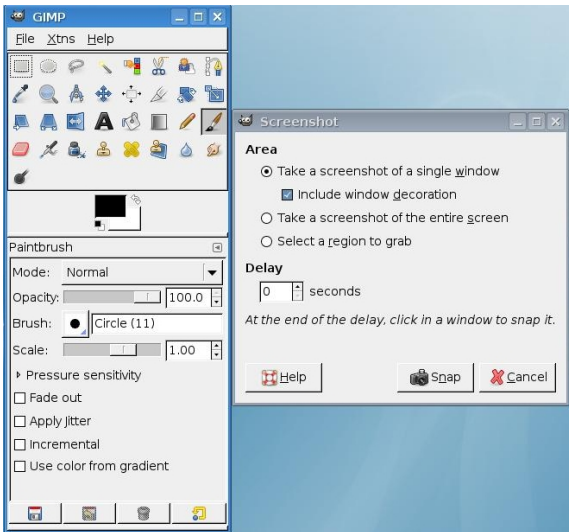 GIMP
File Xtns Help
Paintbrush
Mode: Normal
Opacity: 100.0
Brush: Circle (11)
Scale: 1.00
Pressure sensitivity
Fade out
Apply Jitter
Incremental
Use color from gradient
Screenshot
Area
Take a screenshot of a single window
Include window decoration
Take a screenshot of the entire screen
Select a region to grab
Delay
0 seconds
At the end of the delay, click in a window to snap it.
Help Snap Cancel